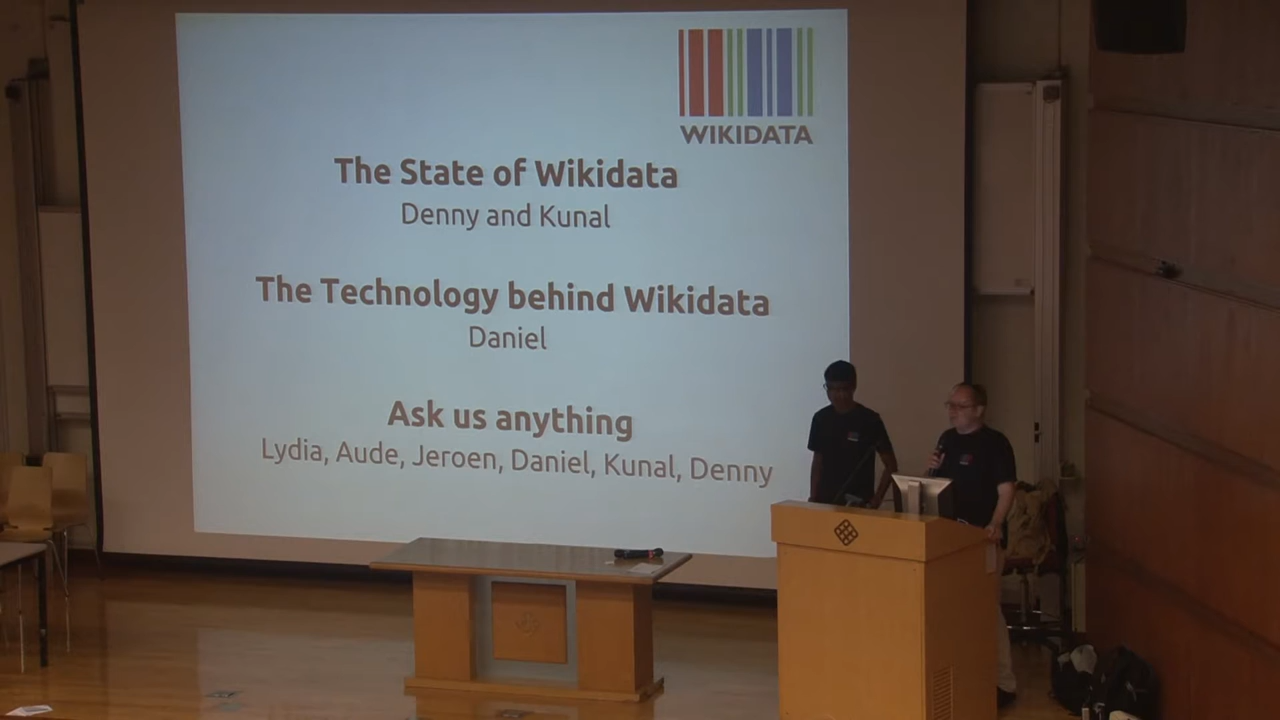 WIKIDATA
The State of Wikidata
Denny and Kunal
The Technology behind Wikidata
Daniel
Ask us anything
Lydia, Aude, Jeroen, Daniel, Kunal, Denny